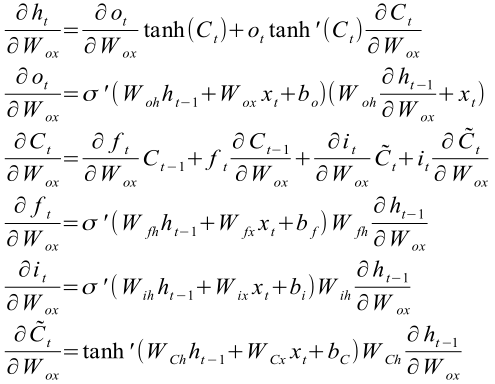 ∂h_t/∂W_ox = ∂o_t/∂W_ox tanh(C_t) + o_t tanh '(C_t) ∂C_t/∂W_ox
∂o_t/∂W_ox = σ '(W_oh h_{t−1} + W_ox x_t + b_o)(W_oh ∂h_{t−1}/∂W_ox + x_t)
∂C_t/∂W_ox = ∂f_t/∂W_ox C_{t−1} + f_t ∂C_{t−1}/∂W_ox + ∂i_t/∂W_ox C̃_t + i_t ∂C̃_t/∂W_ox
∂f_t/∂W_ox = σ '(W_fh h_{t−1} + W_fx x_t + b_f) W_fh ∂h_{t−1}/∂W_ox
∂i_t/∂W_ox = σ '(W_ih h_{t−1} + W_ix x_t + b_i) W_ih ∂h_{t−1}/∂W_ox
∂C̃_t/∂W_ox = tanh '(W_Ch h_{t−1} + W_Cx x_t + b_C) W_Ch ∂h_{t−1}/∂W_ox